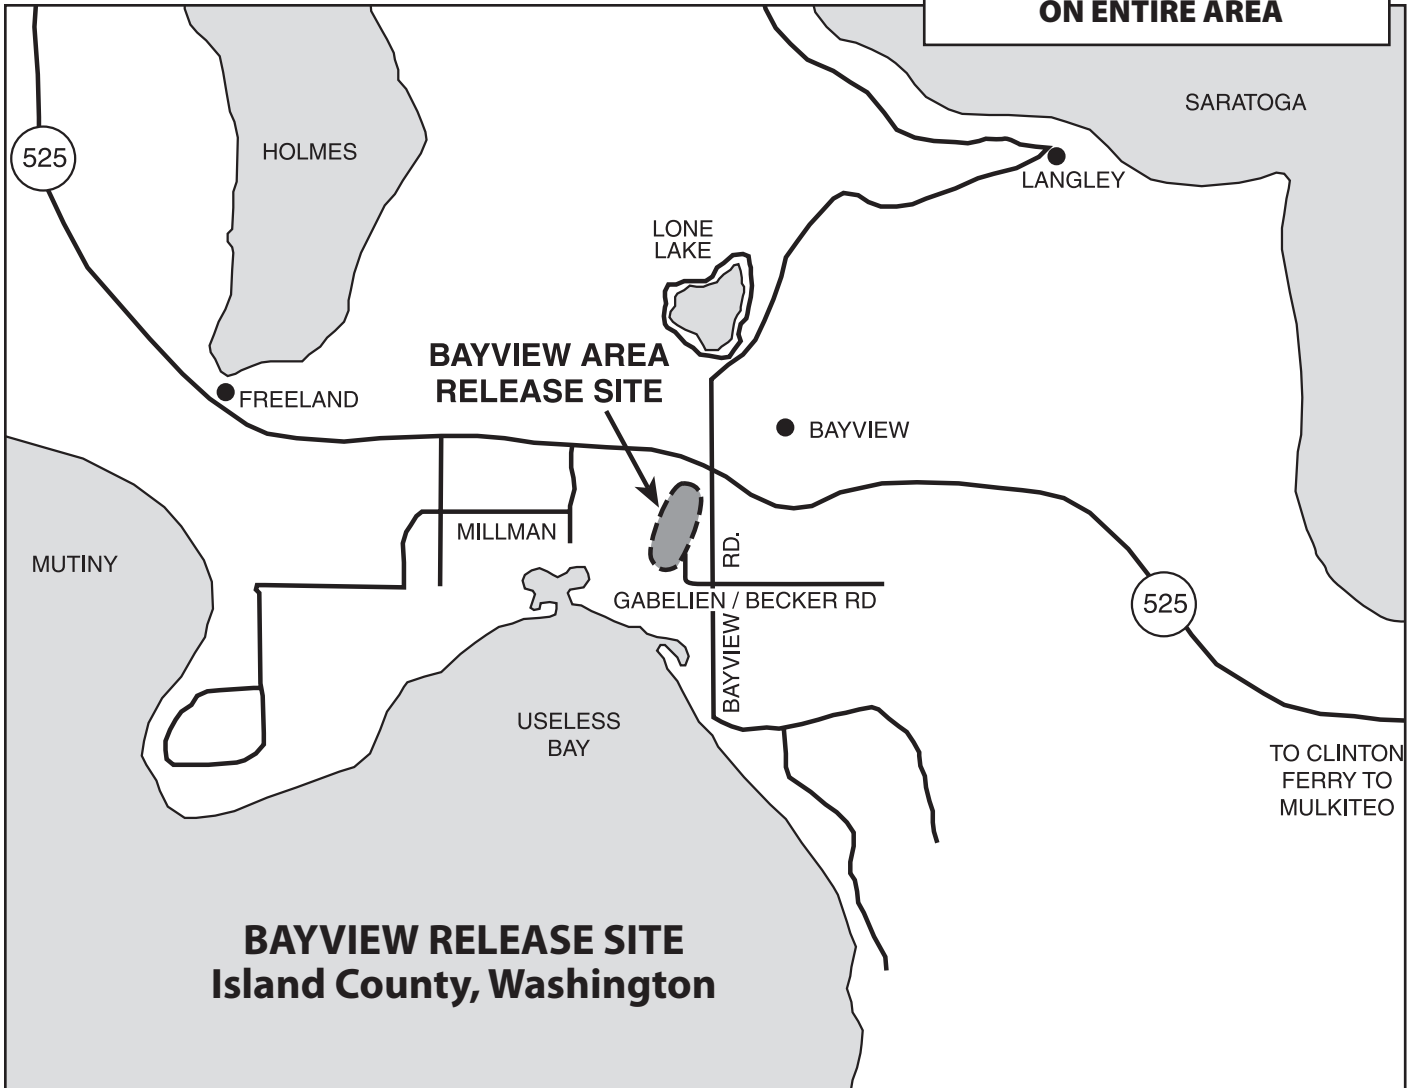 ON ENTIRE AREA
SARATOGA
525
HOLMES
LANGLEY
LONE
LAKE
BAYVIEW AREA
RELEASE SITE
FREELAND
BAYVIEW
MUTINY
MILLMAN
BAYVIEW RD.
GABELIEN / BECKER RD
525
USELESS
BAY
TO CLINTON
FERRY TO
MULKITEO
BAYVIEW RELEASE SITE
Island County, Washington